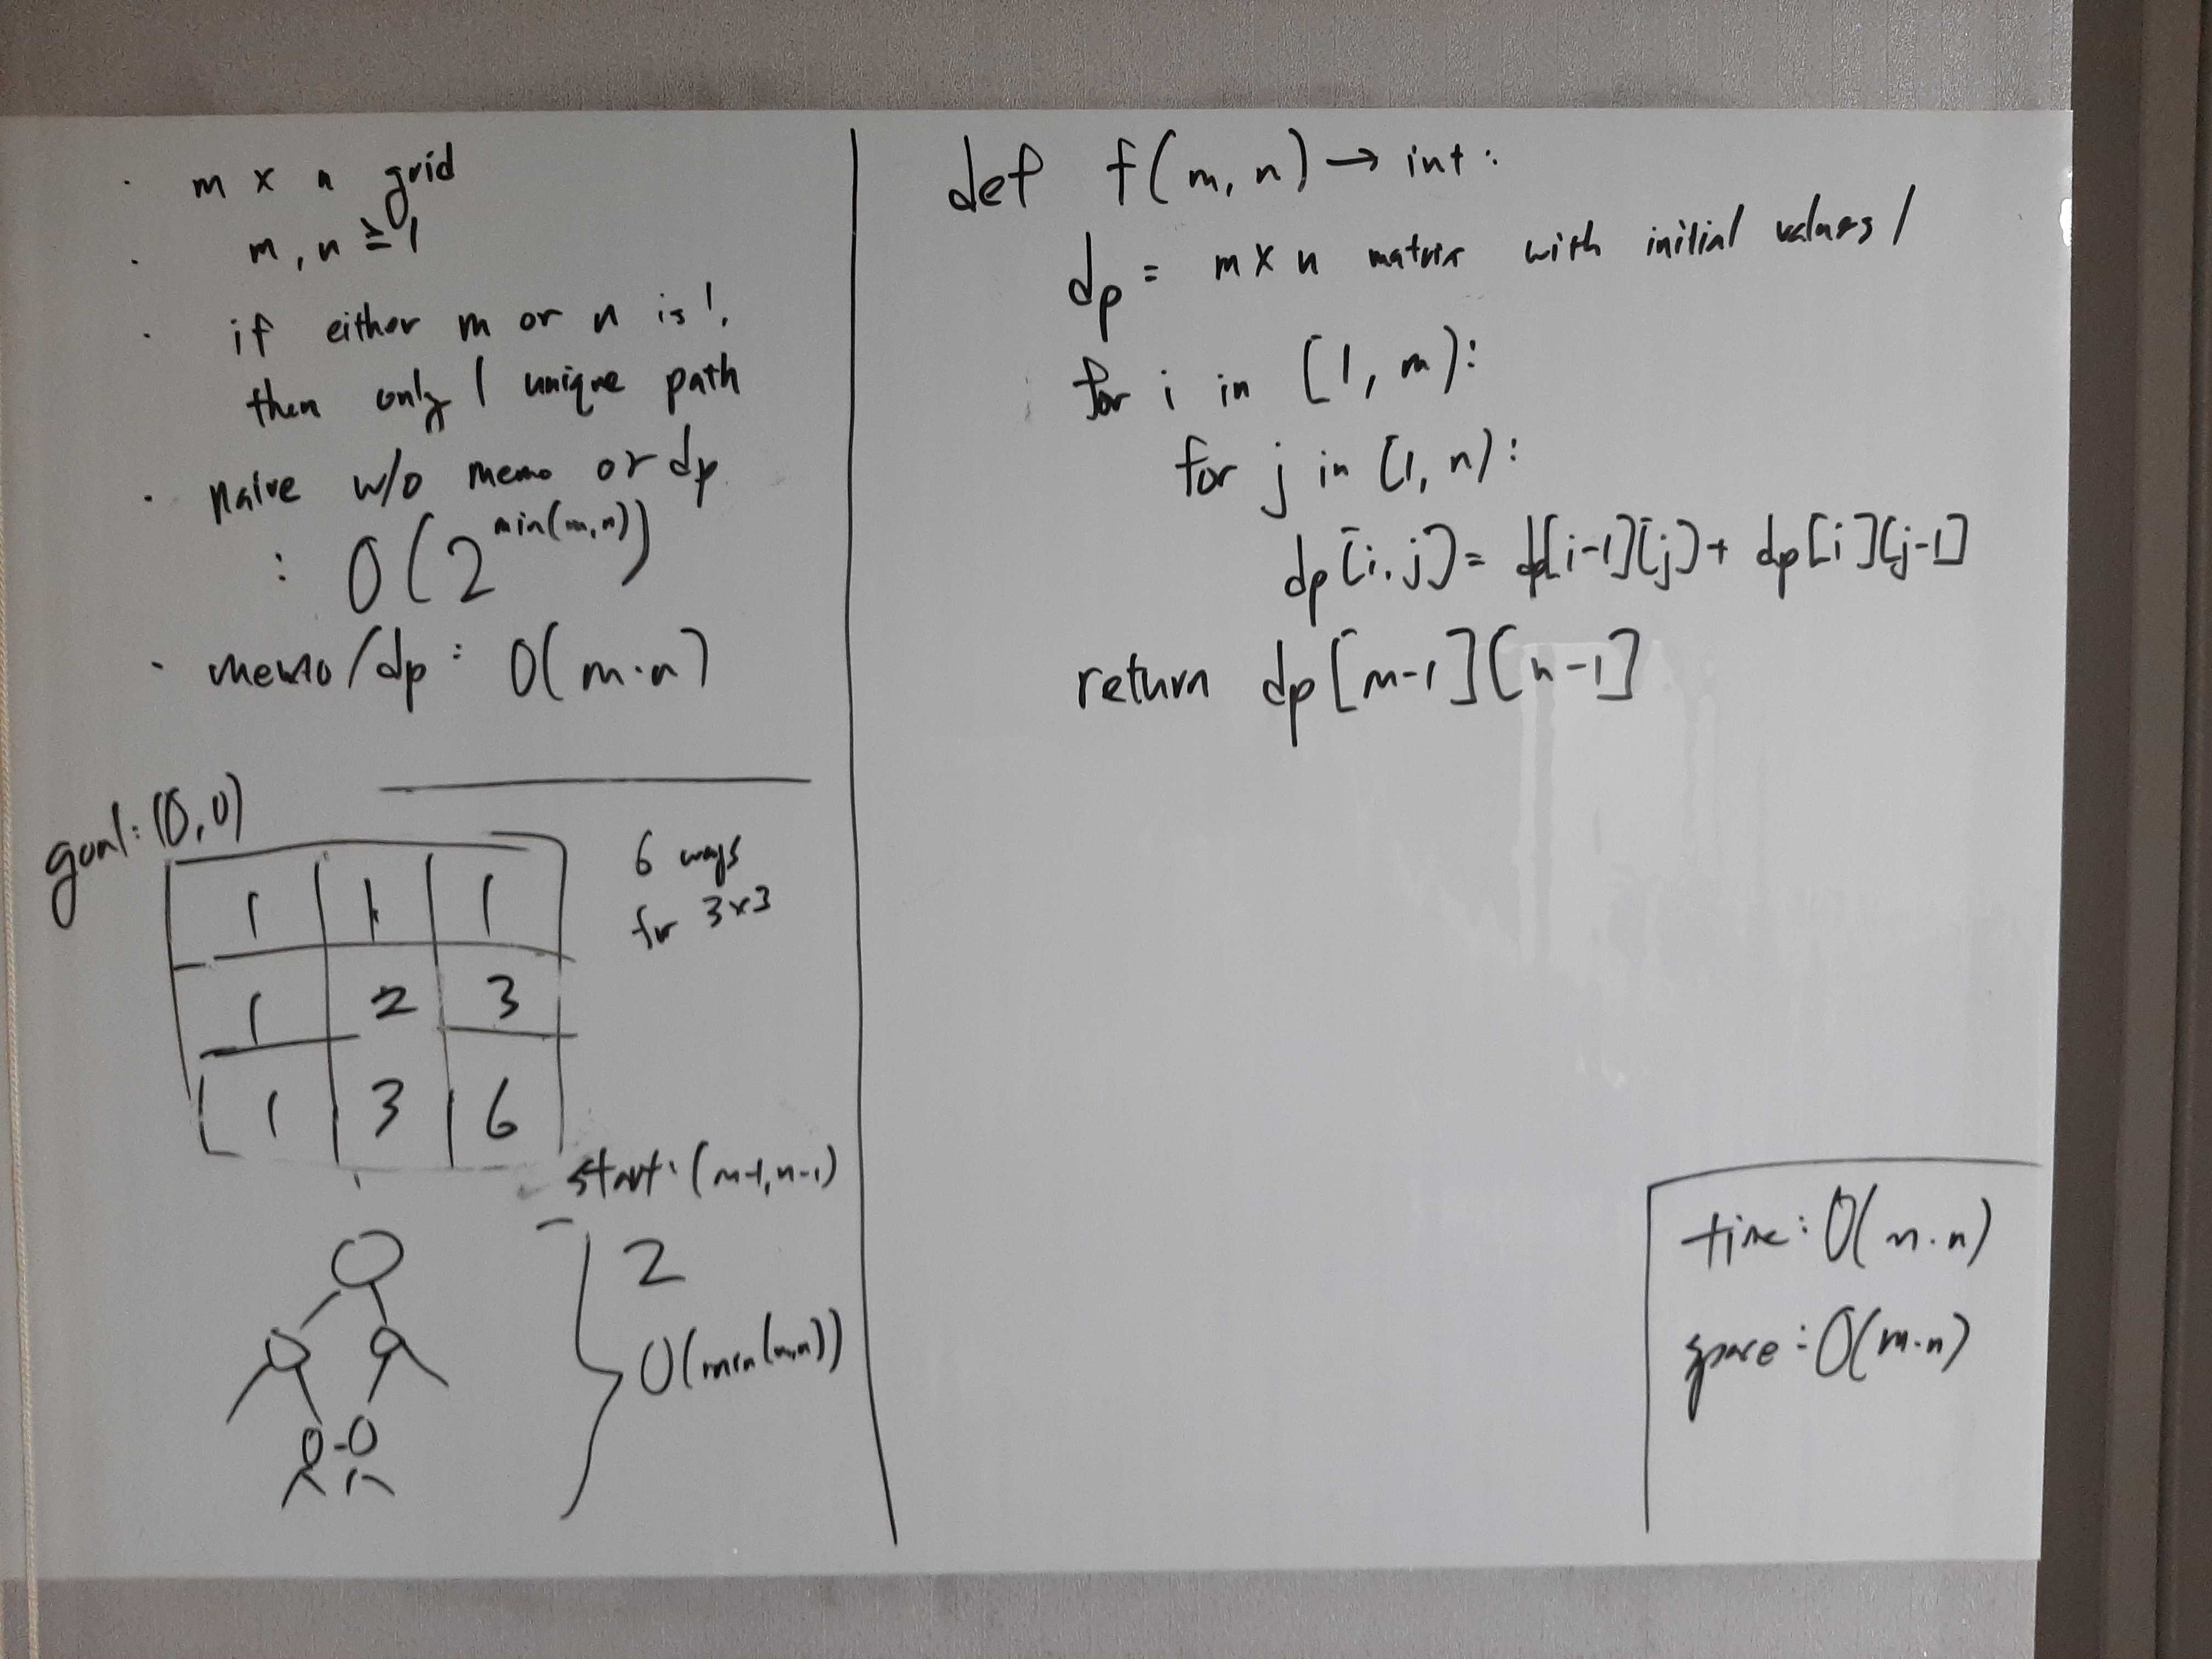 · m x n grid
· m, n ≥ 1
· if either m or n is 1,
then only 1 unique path
· naive w/o memo or dp
: O(2^min(m,n))
· memo/dp : O(m·n)
goal: (0,0)
1 1 1
1 2 3
1 3 6
6 ways
for 3x3
start: (m-1,n-1)
2
O(min(m,n))
def f(m, n) → int :
dp = m x n matrix with initial values 1
for i in [1, m):
for j in [1, n):
dp[i, j] = dp[i-1][j] + dp[i][j-1]
return dp[m-1][n-1]
time: O(m·n)
space: O(m·n)